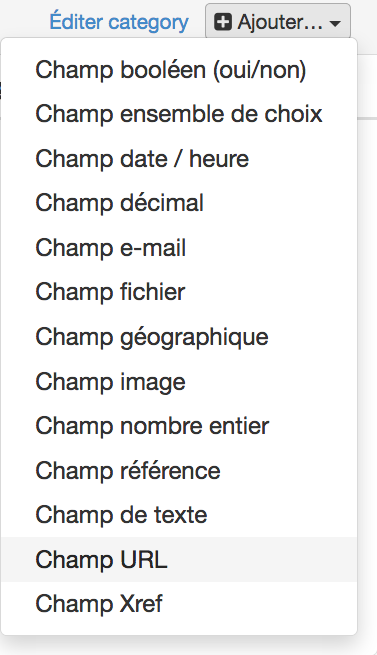 Éditer category Ajouter...
Champ booléen (oui/non)
Champ ensemble de choix
Champ date / heure
Champ décimal
Champ e-mail
Champ fichier
Champ géographique
Champ image
Champ nombre entier
Champ référence
Champ de texte
Champ URL
Champ Xref